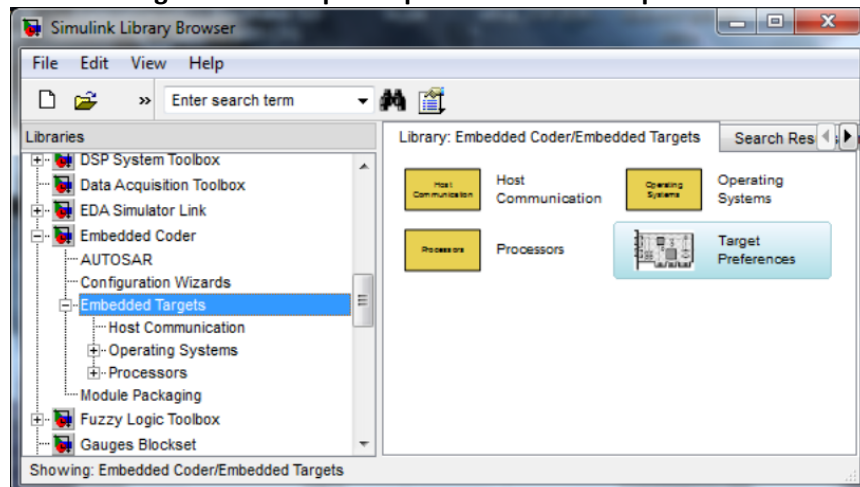 Simulink Library Browser
File Edit View Help
» Enter search term
Libraries
DSP System Toolbox
Data Acquisition Toolbox
EDA Simulator Link
Embedded Coder
AUTOSAR
Configuration Wizards
Embedded Targets
Host Communication
Operating Systems
Processors
Module Packaging
Fuzzy Logic Toolbox
Gauges Blockset
Library: Embedded Coder/Embedded Targets
Search Res
Host
Communication
Host
Communication
Operating
Systems
Operating
Systems
Processors
Processors
Target
Preferences
Showing: Embedded Coder/Embedded Targets